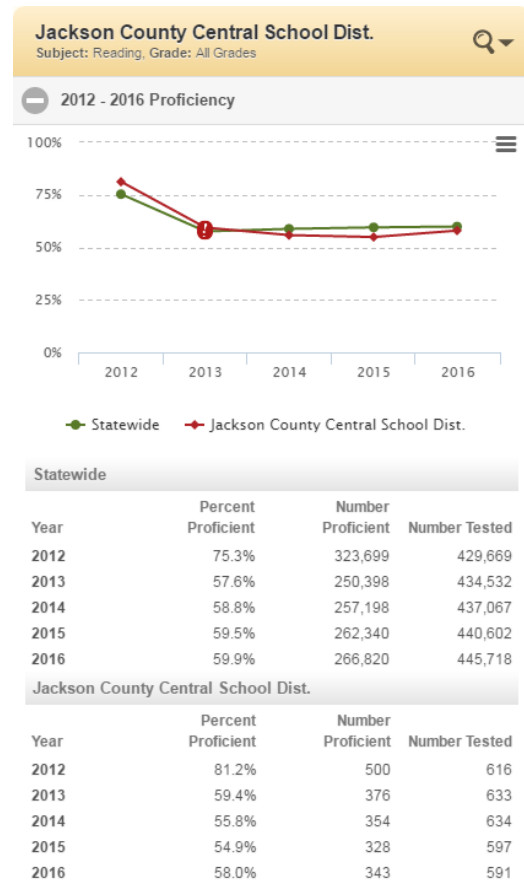 Jackson County Central School Dist.
Subject: Reading, Grade: All Grades
2012 - 2016 Proficiency
100%
75%
50%
25%
0%
2012 2013 2014 2015 2016
Statewide Jackson County Central School Dist.
Statewide
Percent Number
Year Proficient Proficient Number Tested
2012 75.3% 323,699 429,669
2013 57.6% 250,398 434,532
2014 58.8% 257,198 437,067
2015 59.5% 262,340 440,602
2016 59.9% 266,820 445,718
Jackson County Central School Dist.
Percent Number
Year Proficient Proficient Number Tested
2012 81.2% 500 616
2013 59.4% 376 633
2014 55.8% 354 634
2015 54.9% 328 597
2016 58.0% 343 591